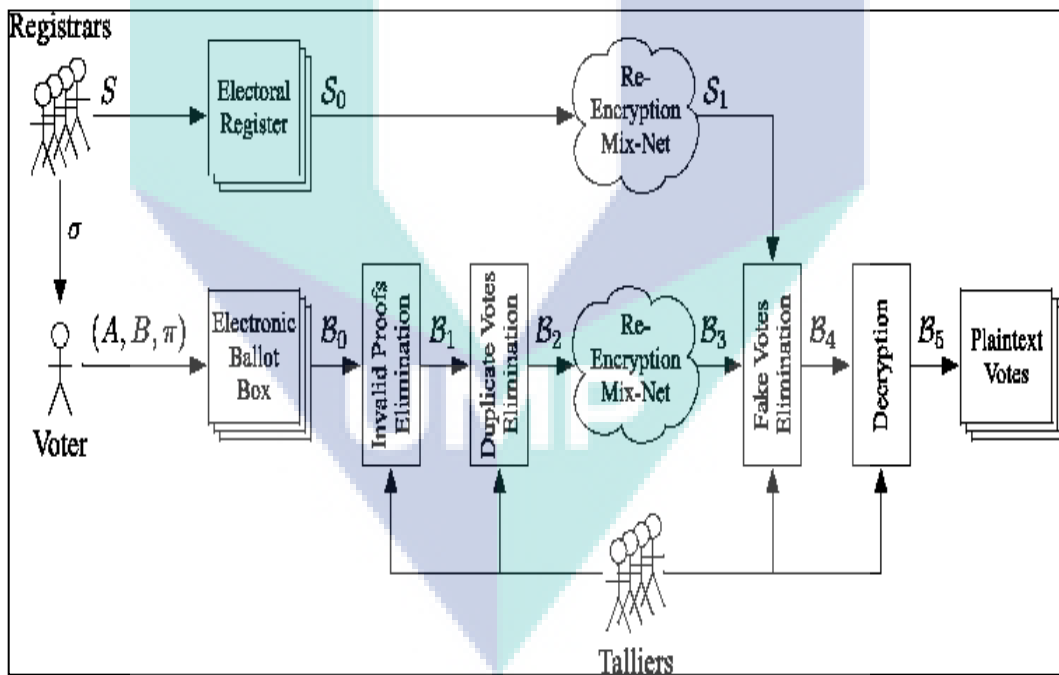 Registrars
S
Electoral
Register
𝒮₀
Re-
Encryption
Mix-Net
𝒮₁
σ
(A, B, π)
Voter
Electronic
Ballot
Box
ℬ₀
Invalid Proofs
Elimination
ℬ₁
Duplicate Votes
Elimination
ℬ₂
Re-
Encryption
Mix-Net
ℬ₃
Fake Votes
Elimination
ℬ₄
Decryption
ℬ₅
Plaintext
Votes
Talliers
UMP